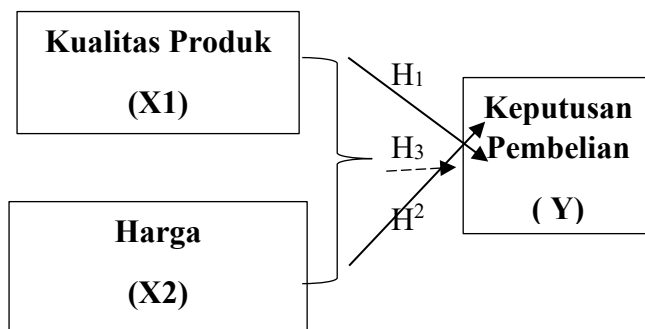 Kualitas Produk
(X1)
H₁
Keputusan
Pembelian
( Y)
H₃
H²
Harga
(X2)